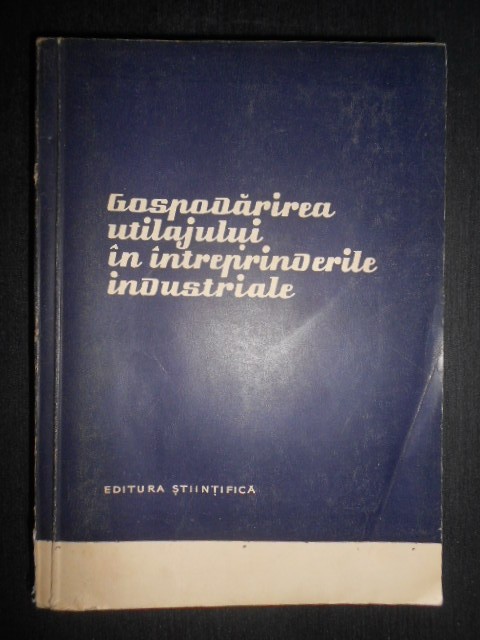 Gospodărirea
utilajului
în întreprinderile
industriale
EDITURA ȘTIINȚIFICĂ